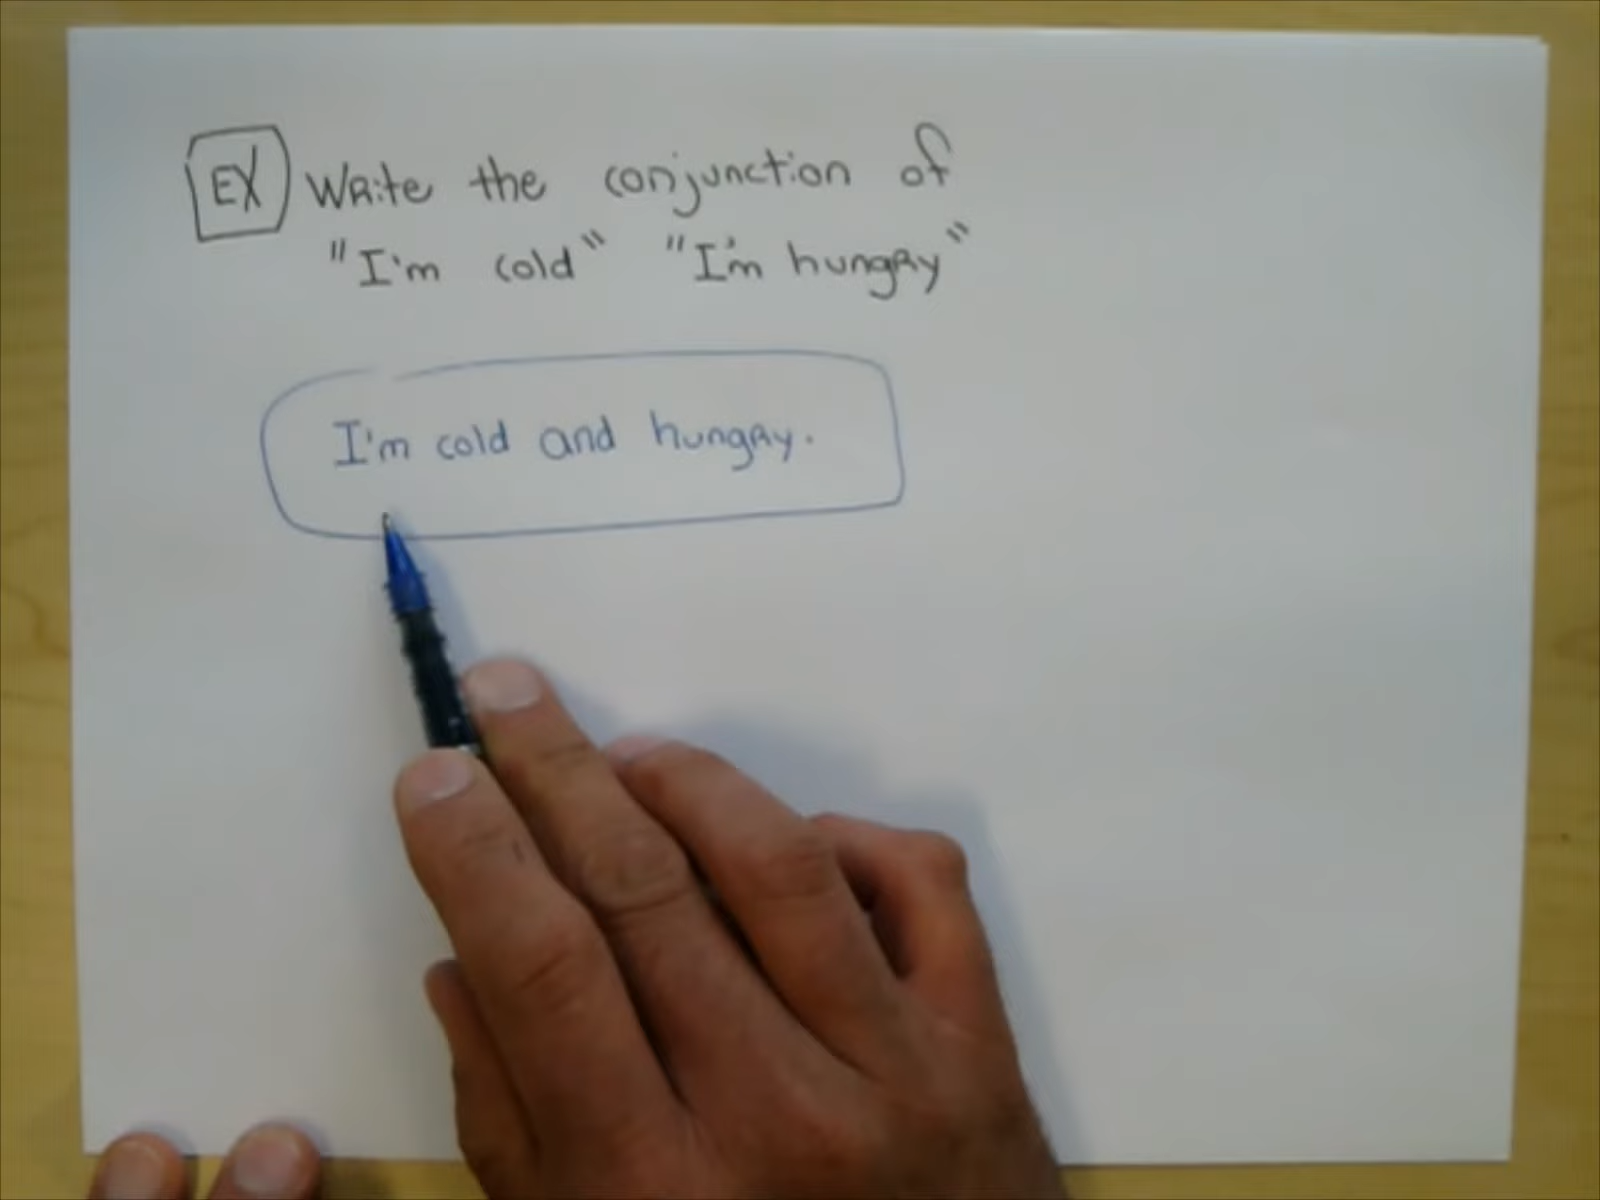 EX Write the conjunction of
"I'm cold" "I'm hungry"
I'm cold and hungry.